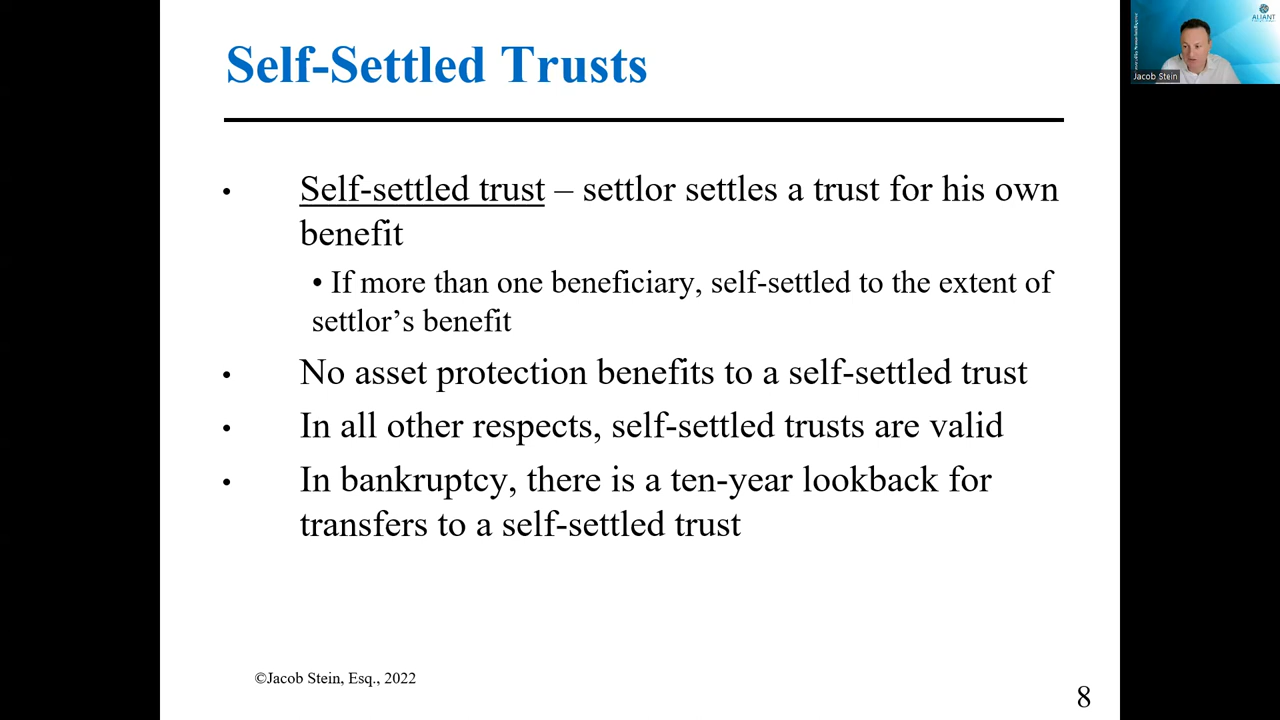 Self-Settled Trusts
• Self-settled trust – settlor settles a trust for his own
benefit
• If more than one beneficiary, self-settled to the extent of
settlor’s benefit
• No asset protection benefits to a self-settled trust
• In all other respects, self-settled trusts are valid
• In bankruptcy, there is a ten-year lookback for
transfers to a self-settled trust
©Jacob Stein, Esq., 2022
8
ALIANT
Jacob Stein